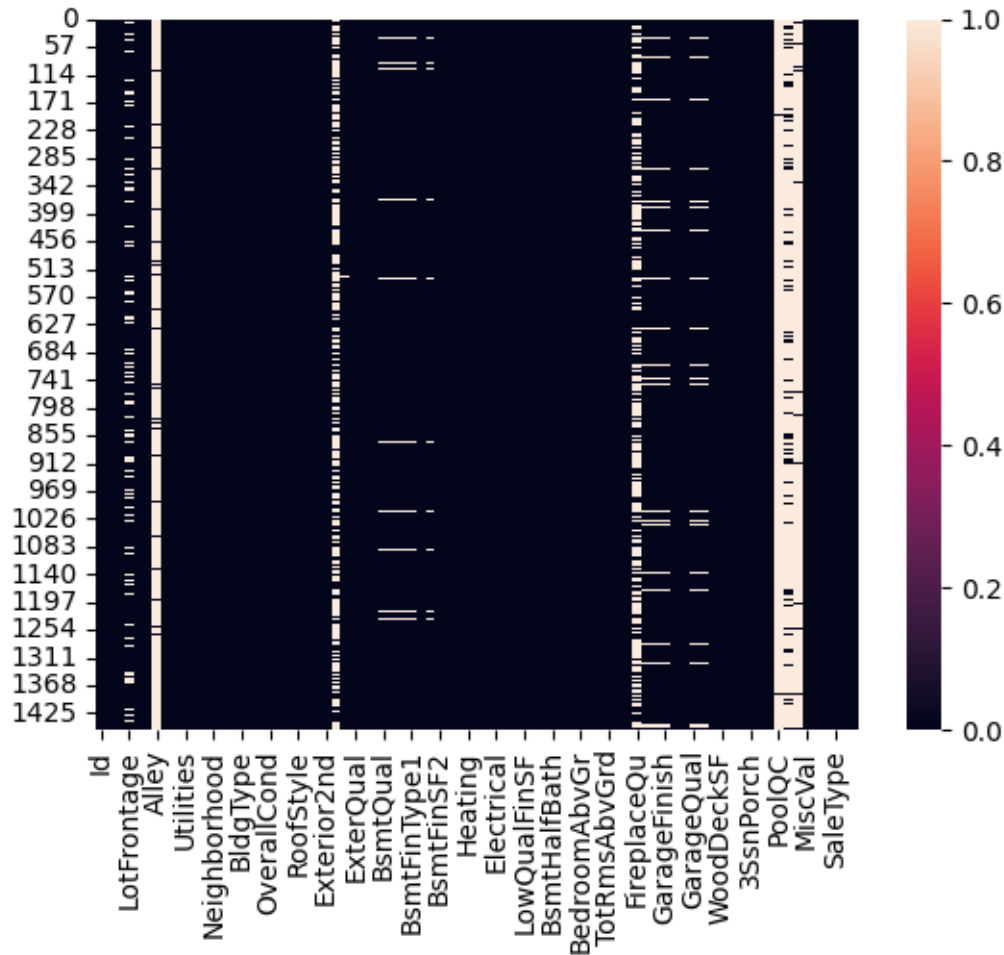 0
57
114
171
228
285
342
399
456
513
570
627
684
741
798
855
912
969
1026
1083
1140
1197
1254
1311
1368
1425
Id
LotFrontage
Alley
Utilities
Neighborhood
BldgType
OverallCond
RoofStyle
Exterior2nd
ExterQual
BsmtQual
BsmtFinType1
BsmtFinSF2
Heating
Electrical
LowQualFinSF
BsmtHalfBath
BedroomAbvGr
TotRmsAbvGrd
FireplaceQu
GarageFinish
GarageQual
WoodDeckSF
3SsnPorch
PoolQC
MiscVal
SaleType
1.0
0.8
0.6
0.4
0.2
0.0